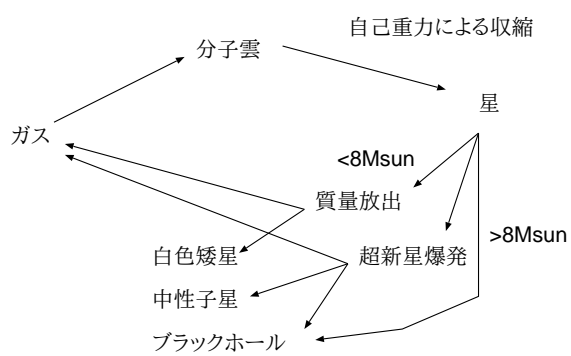 自己重力による収縮
分子雲
星
ガス
<8Msun
質量放出
>8Msun
白色矮星
超新星爆発
中性子星
ブラックホール